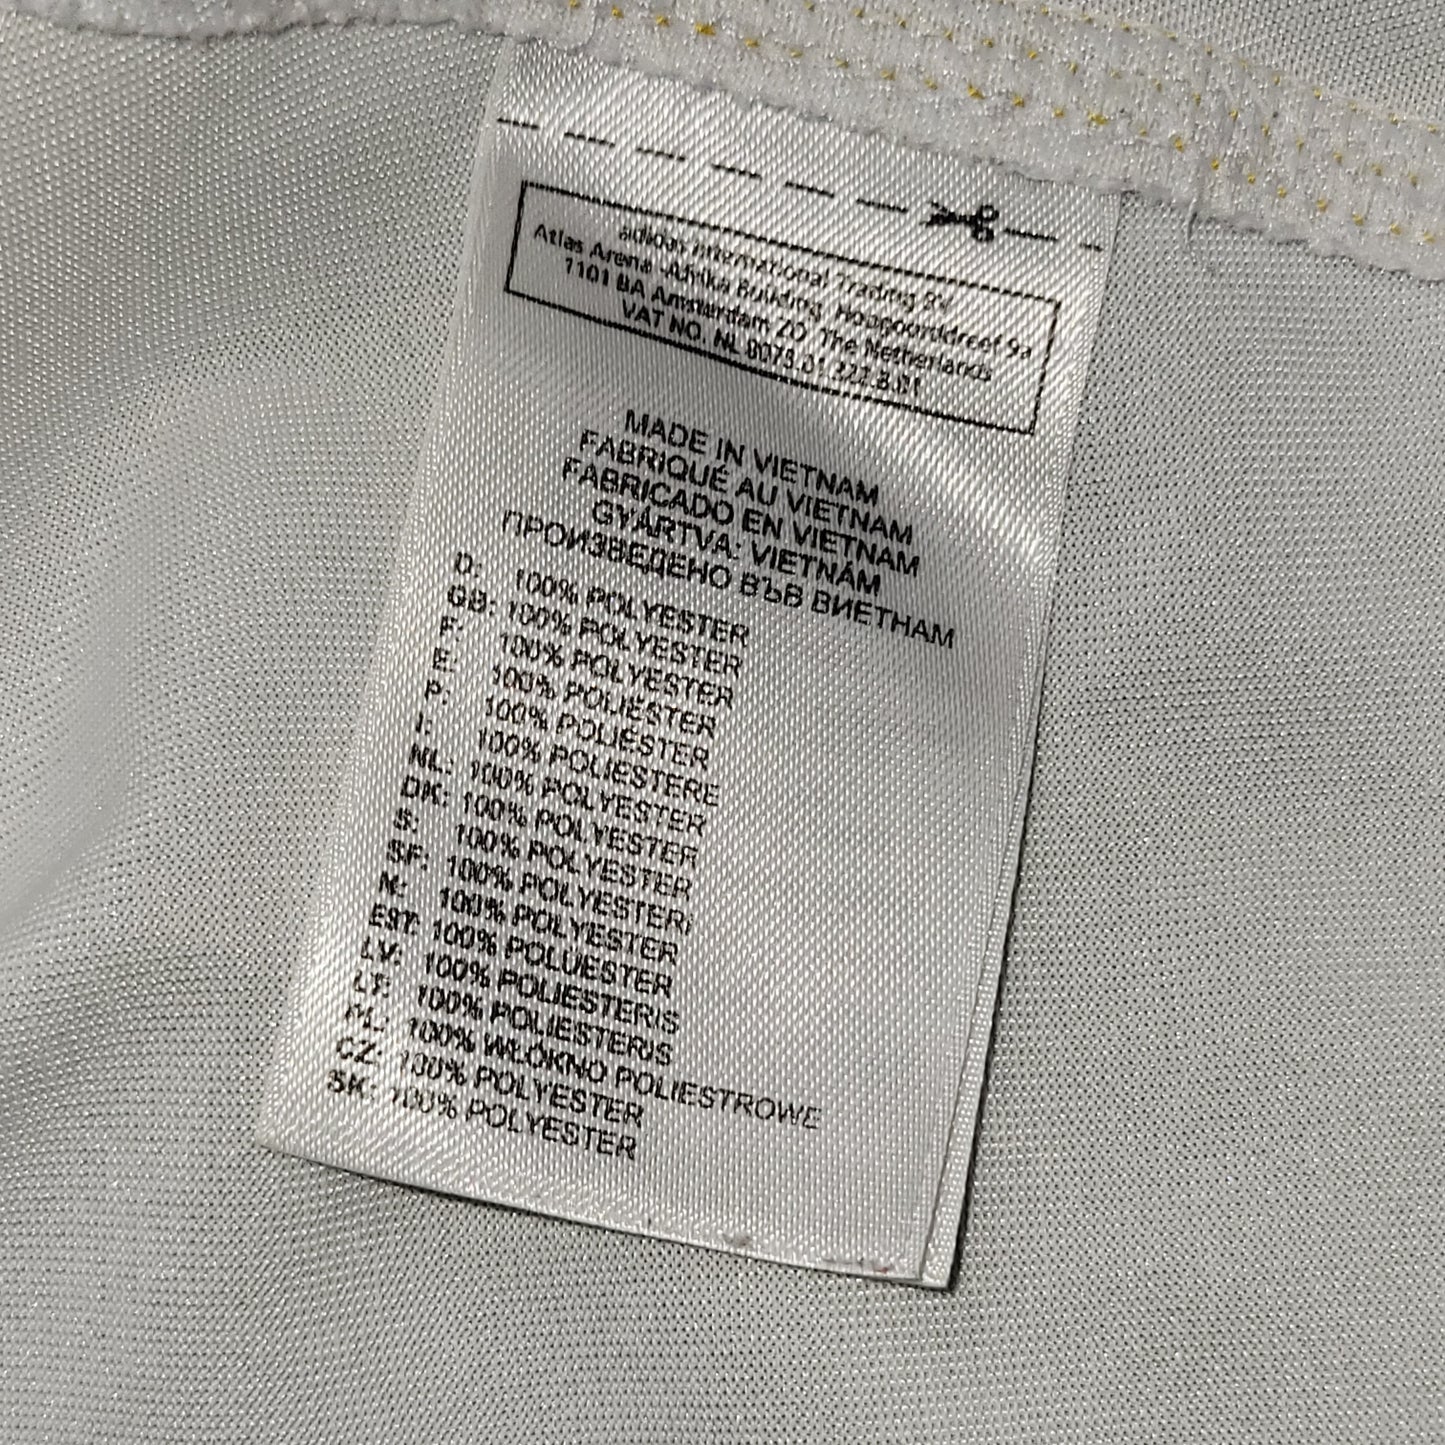 adidas International Trading BV
Atlas Arena -Afrika Building, Hoogoorddreef 9a
1101 BA Amsterdam ZO, The Netherlands
VAT NO. NL 8073.01.222.B.01
MADE IN VIETNAM
FABRIQUÉ AU VIETNAM
FABRICADO EN VIETNAM
GYÁRTVA: VIETNÁM
ПРОИЗВЕДЕНО ВЪВ ВИЕТНАМ
D: 100% POLYESTER
GB: 100% POLYESTER
F: 100% POLYESTER
E: 100% POLIÉSTER
P: 100% POLIÉSTER
I: 100% POLIESTERE
NL: 100% POLYESTER
DK: 100% POLYESTER
S: 100% POLYESTER
SF: 100% POLYESTERI
N: 100% POLYESTER
EST: 100% POLÜESTER
LV: 100% POLIESTERIS
LT: 100% POLIESTERIS
PL: 100% WŁÓKNO POLIESTROWE
CZ: 100% POLYESTER
SK: 100% POLYESTER